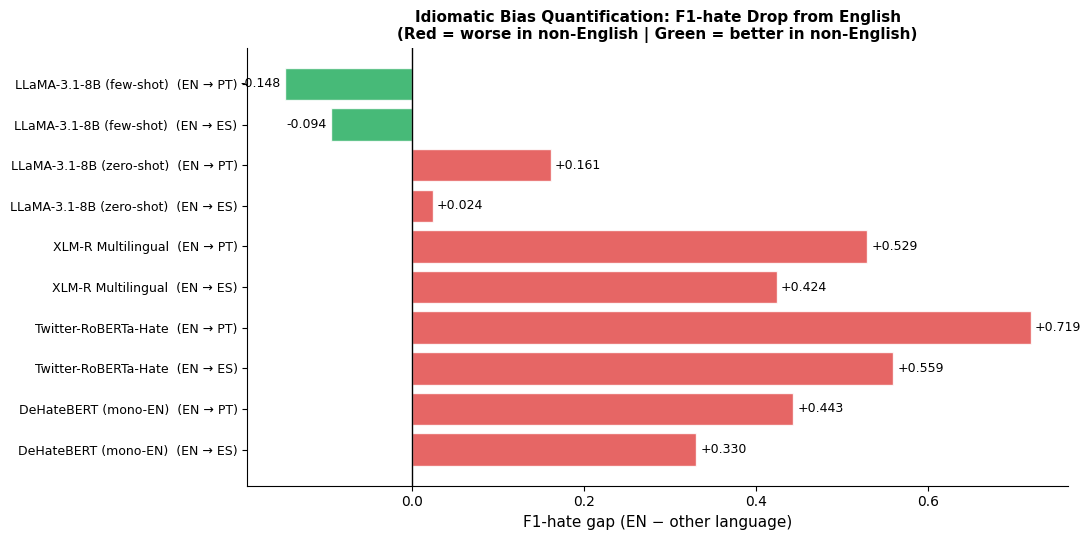 Idiomatic Bias Quantification: F1-hate Drop from English
(Red = worse in non-English | Green = better in non-English)
LLaMA-3.1-8B (few-shot)  (EN → PT) -0.148
LLaMA-3.1-8B (few-shot)  (EN → ES) -0.094
LLaMA-3.1-8B (zero-shot)  (EN → PT) +0.161
LLaMA-3.1-8B (zero-shot)  (EN → ES) +0.024
XLM-R Multilingual  (EN → PT) +0.529
XLM-R Multilingual  (EN → ES) +0.424
Twitter-RoBERTa-Hate  (EN → PT) +0.719
Twitter-RoBERTa-Hate  (EN → ES) +0.559
DeHateBERT (mono-EN)  (EN → PT) +0.443
DeHateBERT (mono-EN)  (EN → ES) +0.330
0.0 0.2 0.4 0.6
F1-hate gap (EN − other language)